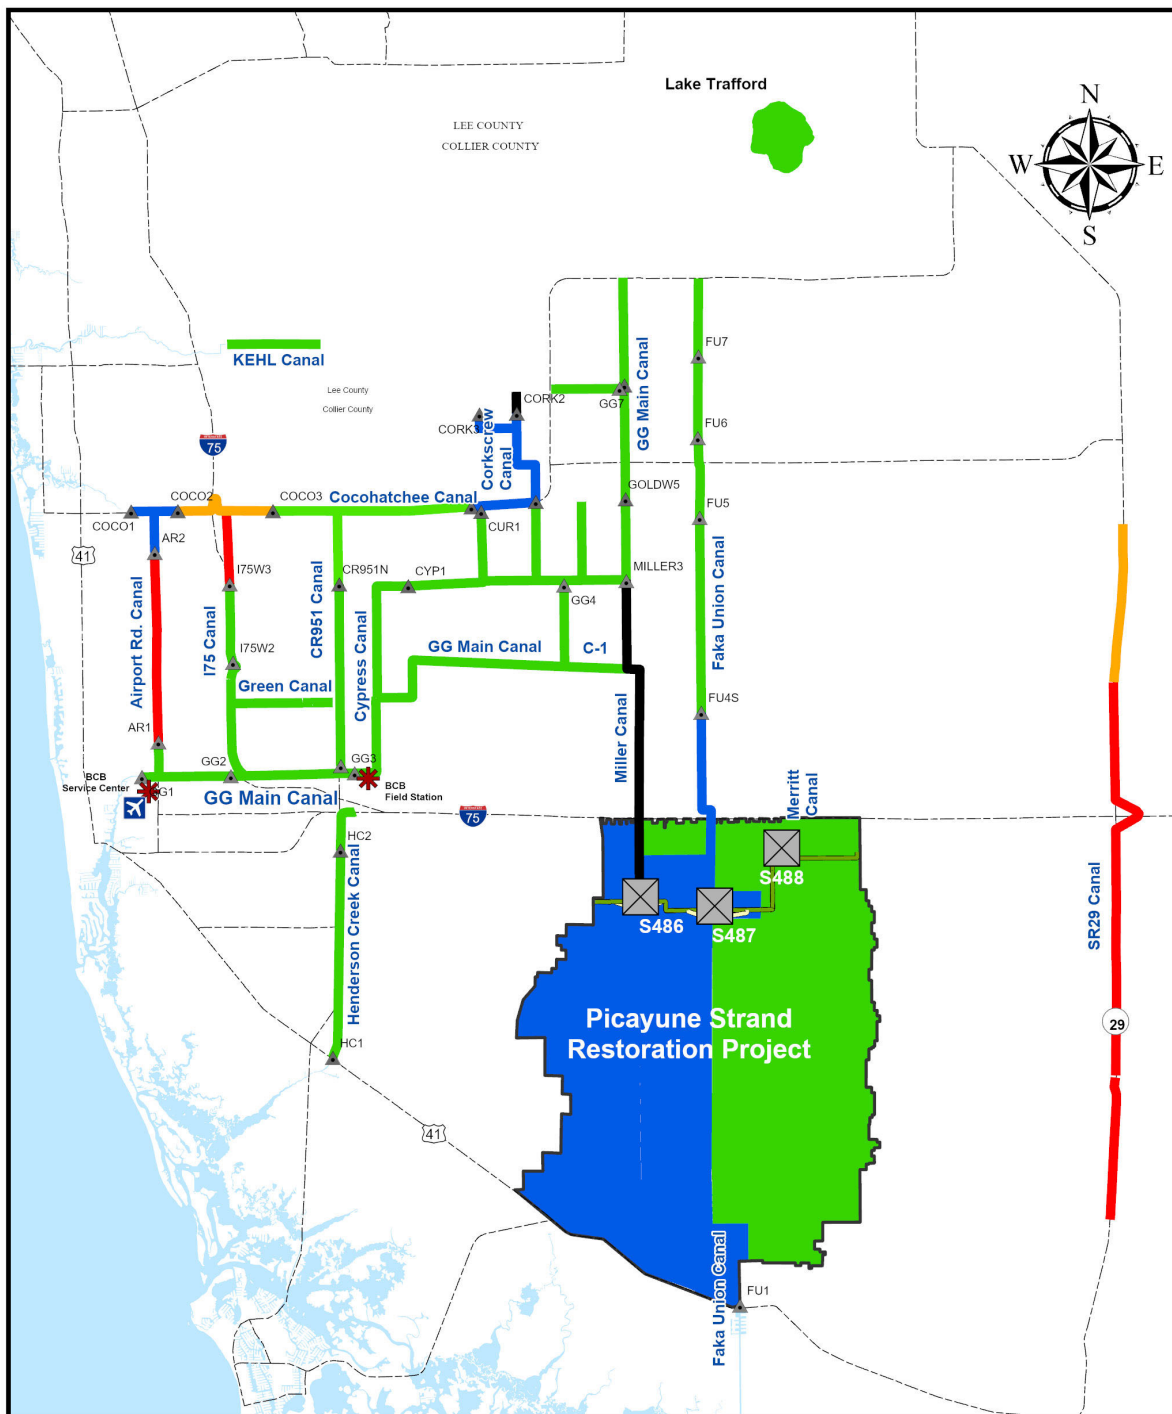 Lake Trafford
LEE COUNTY
COLLIER COUNTY
N
W
E
S
KEHL Canal
Lee County
Collier County
75
CORK2
CORK3
Corkscrew
Canal
GG7
GG Main Canal
FU7
FU6
FU5
GOLDW5
COCO1
COCO2
COCO3
Cocohatchee Canal
CUR1
41
AR2
I75W3
CR951N
CYP1
GG4
MILLER3
Airport Rd. Canal
I75 Canal
CR951 Canal
Cypress Canal
GG Main Canal
C-1
Faka Union Canal
I75W2
Green Canal
FU4S
Miller Canal
AR1
BCB
Service Center
G1
GG2
GG3
BCB
Field Station
GG Main Canal
75
Merritt
Canal
HC2
S488
S486
S487
SR29 Canal
Henderson Creek Canal
Picayune Strand
Restoration Project
29
HC1
41
Faka Union Canal
FU1